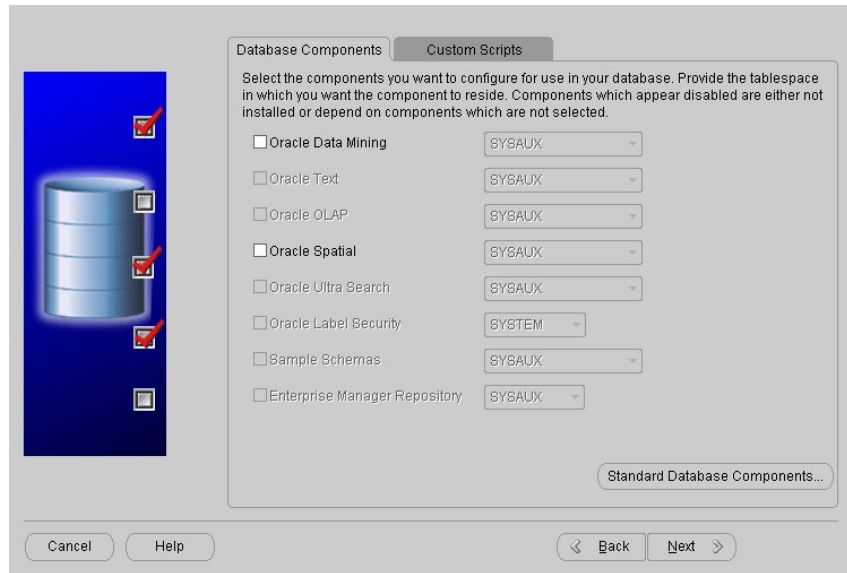 Database Components
Custom Scripts
Select the components you want to configure for use in your database. Provide the tablespace
in which you want the component to reside. Components which appear disabled are either not
installed or depend on components which are not selected.
Oracle Data Mining SYSAUX
Oracle Text SYSAUX
Oracle OLAP SYSAUX
Oracle Spatial SYSAUX
Oracle Ultra Search SYSAUX
Oracle Label Security SYSTEM
Sample Schemas SYSAUX
Enterprise Manager Repository SYSAUX
Standard Database Components...
Cancel Help Back Next